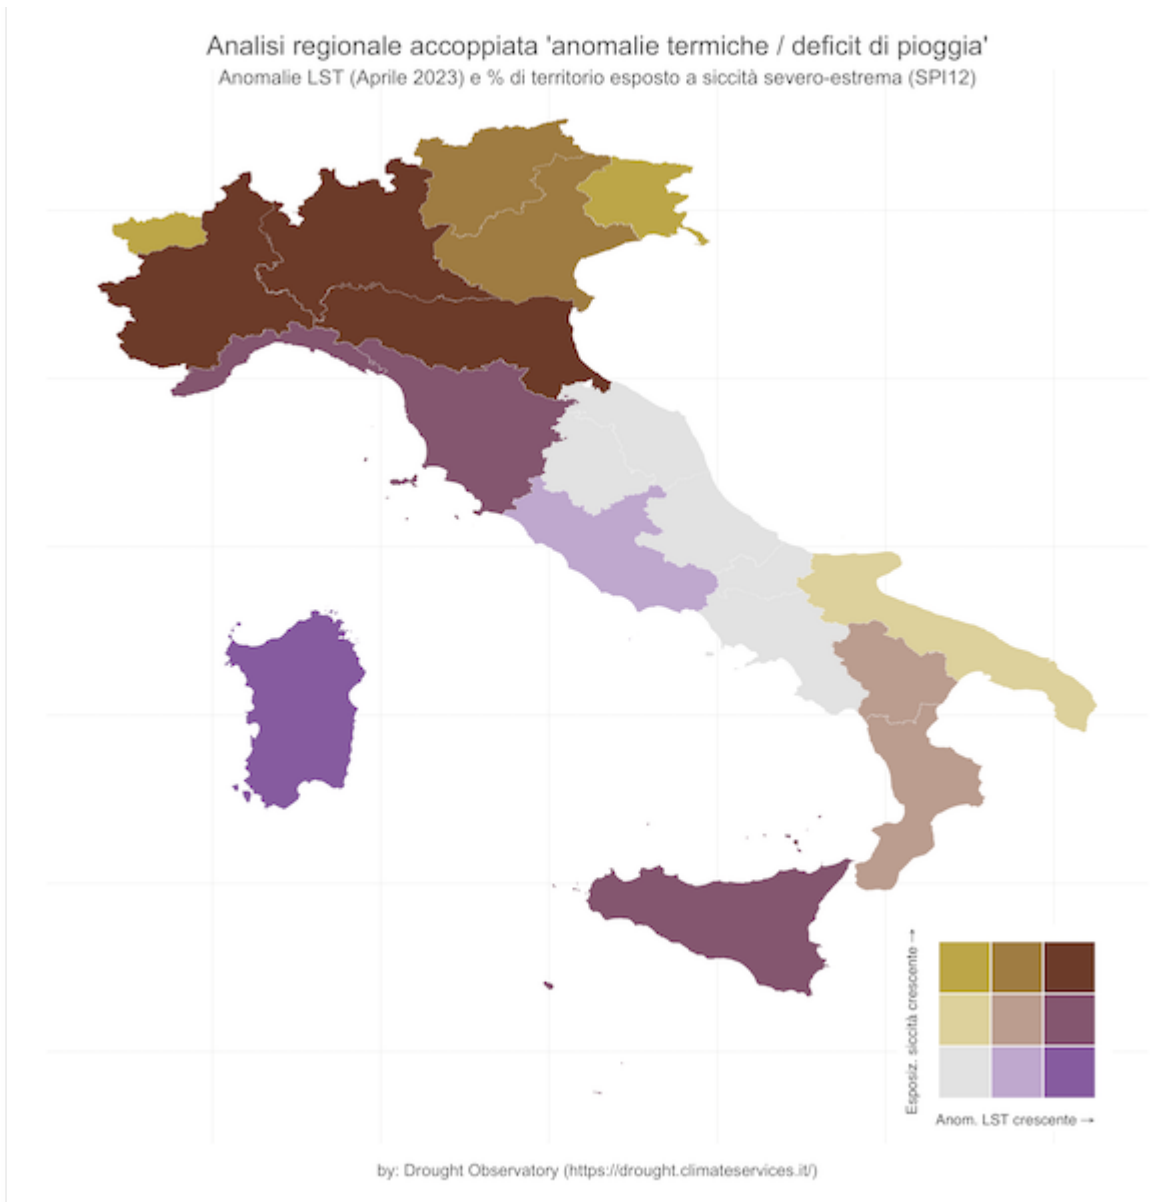 Analisi regionale accoppiata 'anomalie termiche / deficit di pioggia'
Anomalie LST (Aprile 2023) e % di territorio esposto a siccità severo-estrema (SPI12)
Esposiz. siccità crescente →
Anom. LST crescente →
by: Drought Observatory (https://drought.climateservices.it/)